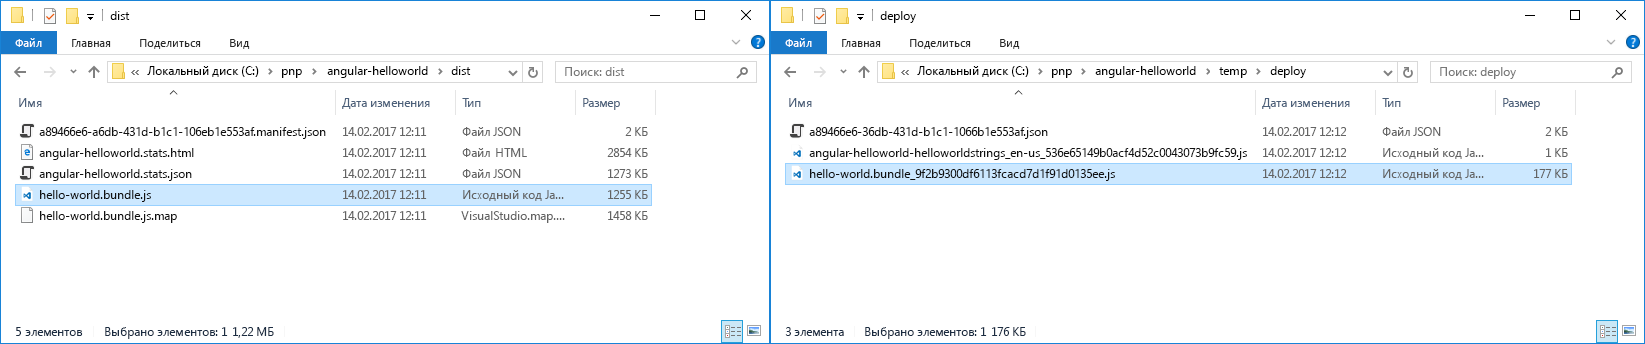 dist
Файл Главная Поделиться Вид
« Локальный диск (C:) › pnp › angular-helloworld › dist
Поиск: dist
Имя Дата изменения Тип Размер
a89466e6-a6db-431d-b1c1-106eb1e553af.manifest.json 14.02.2017 12:11 Файл JSON 2 КБ
angular-helloworld.stats.html 14.02.2017 12:11 Файл HTML 2854 КБ
angular-helloworld.stats.json 14.02.2017 12:11 Файл JSON 1273 КБ
hello-world.bundle.js 14.02.2017 12:11 Исходный код Ja... 1255 КБ
hello-world.bundle.js.map 14.02.2017 12:11 VisualStudio.map.... 1458 КБ
5 элементов Выбрано элементов: 1 1,22 МБ
deploy
Файл Главная Поделиться Вид
« Локальный диск (C:) › pnp › angular-helloworld › temp › deploy
Поиск: deploy
Имя Дата изменения Тип Размер
a89466e6-36db-431d-b1c1-1066b1e553af.json 14.02.2017 12:12 Файл JSON 2 КБ
angular-helloworld-helloworldstrings_en-us_536e65149b0acf4d52c0043073b9fc59.js 14.02.2017 12:12 Исходный код Ja... 1 КБ
hello-world.bundle_9f2b9300df6113fcacd7d1f91d0135ee.js 14.02.2017 12:12 Исходный код Ja... 177 КБ
3 элемента Выбрано элементов: 1 176 КБ